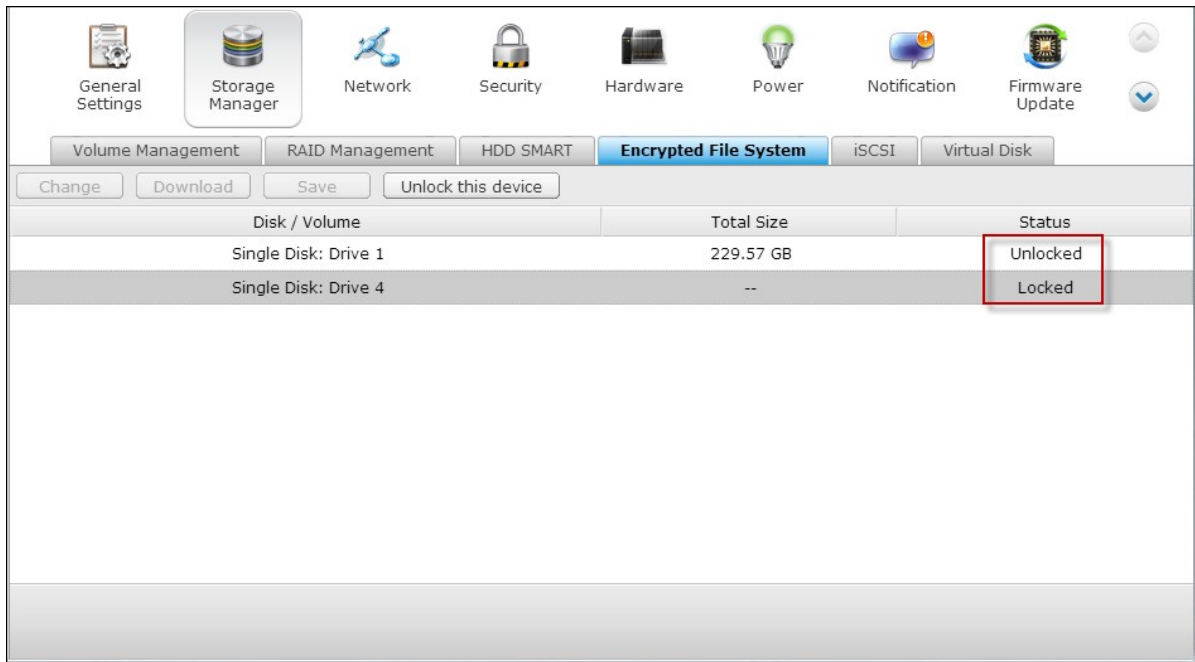 General Settings
Storage Manager
Network
Security
Hardware
Power
Notification
Firmware Update
Volume Management
RAID Management
HDD SMART
Encrypted File System
iSCSI
Virtual Disk
Change
Download
Save
Unlock this device
Disk / Volume
Total Size
Status
Single Disk: Drive 1
229.57 GB
Unlocked
Single Disk: Drive 4
--
Locked